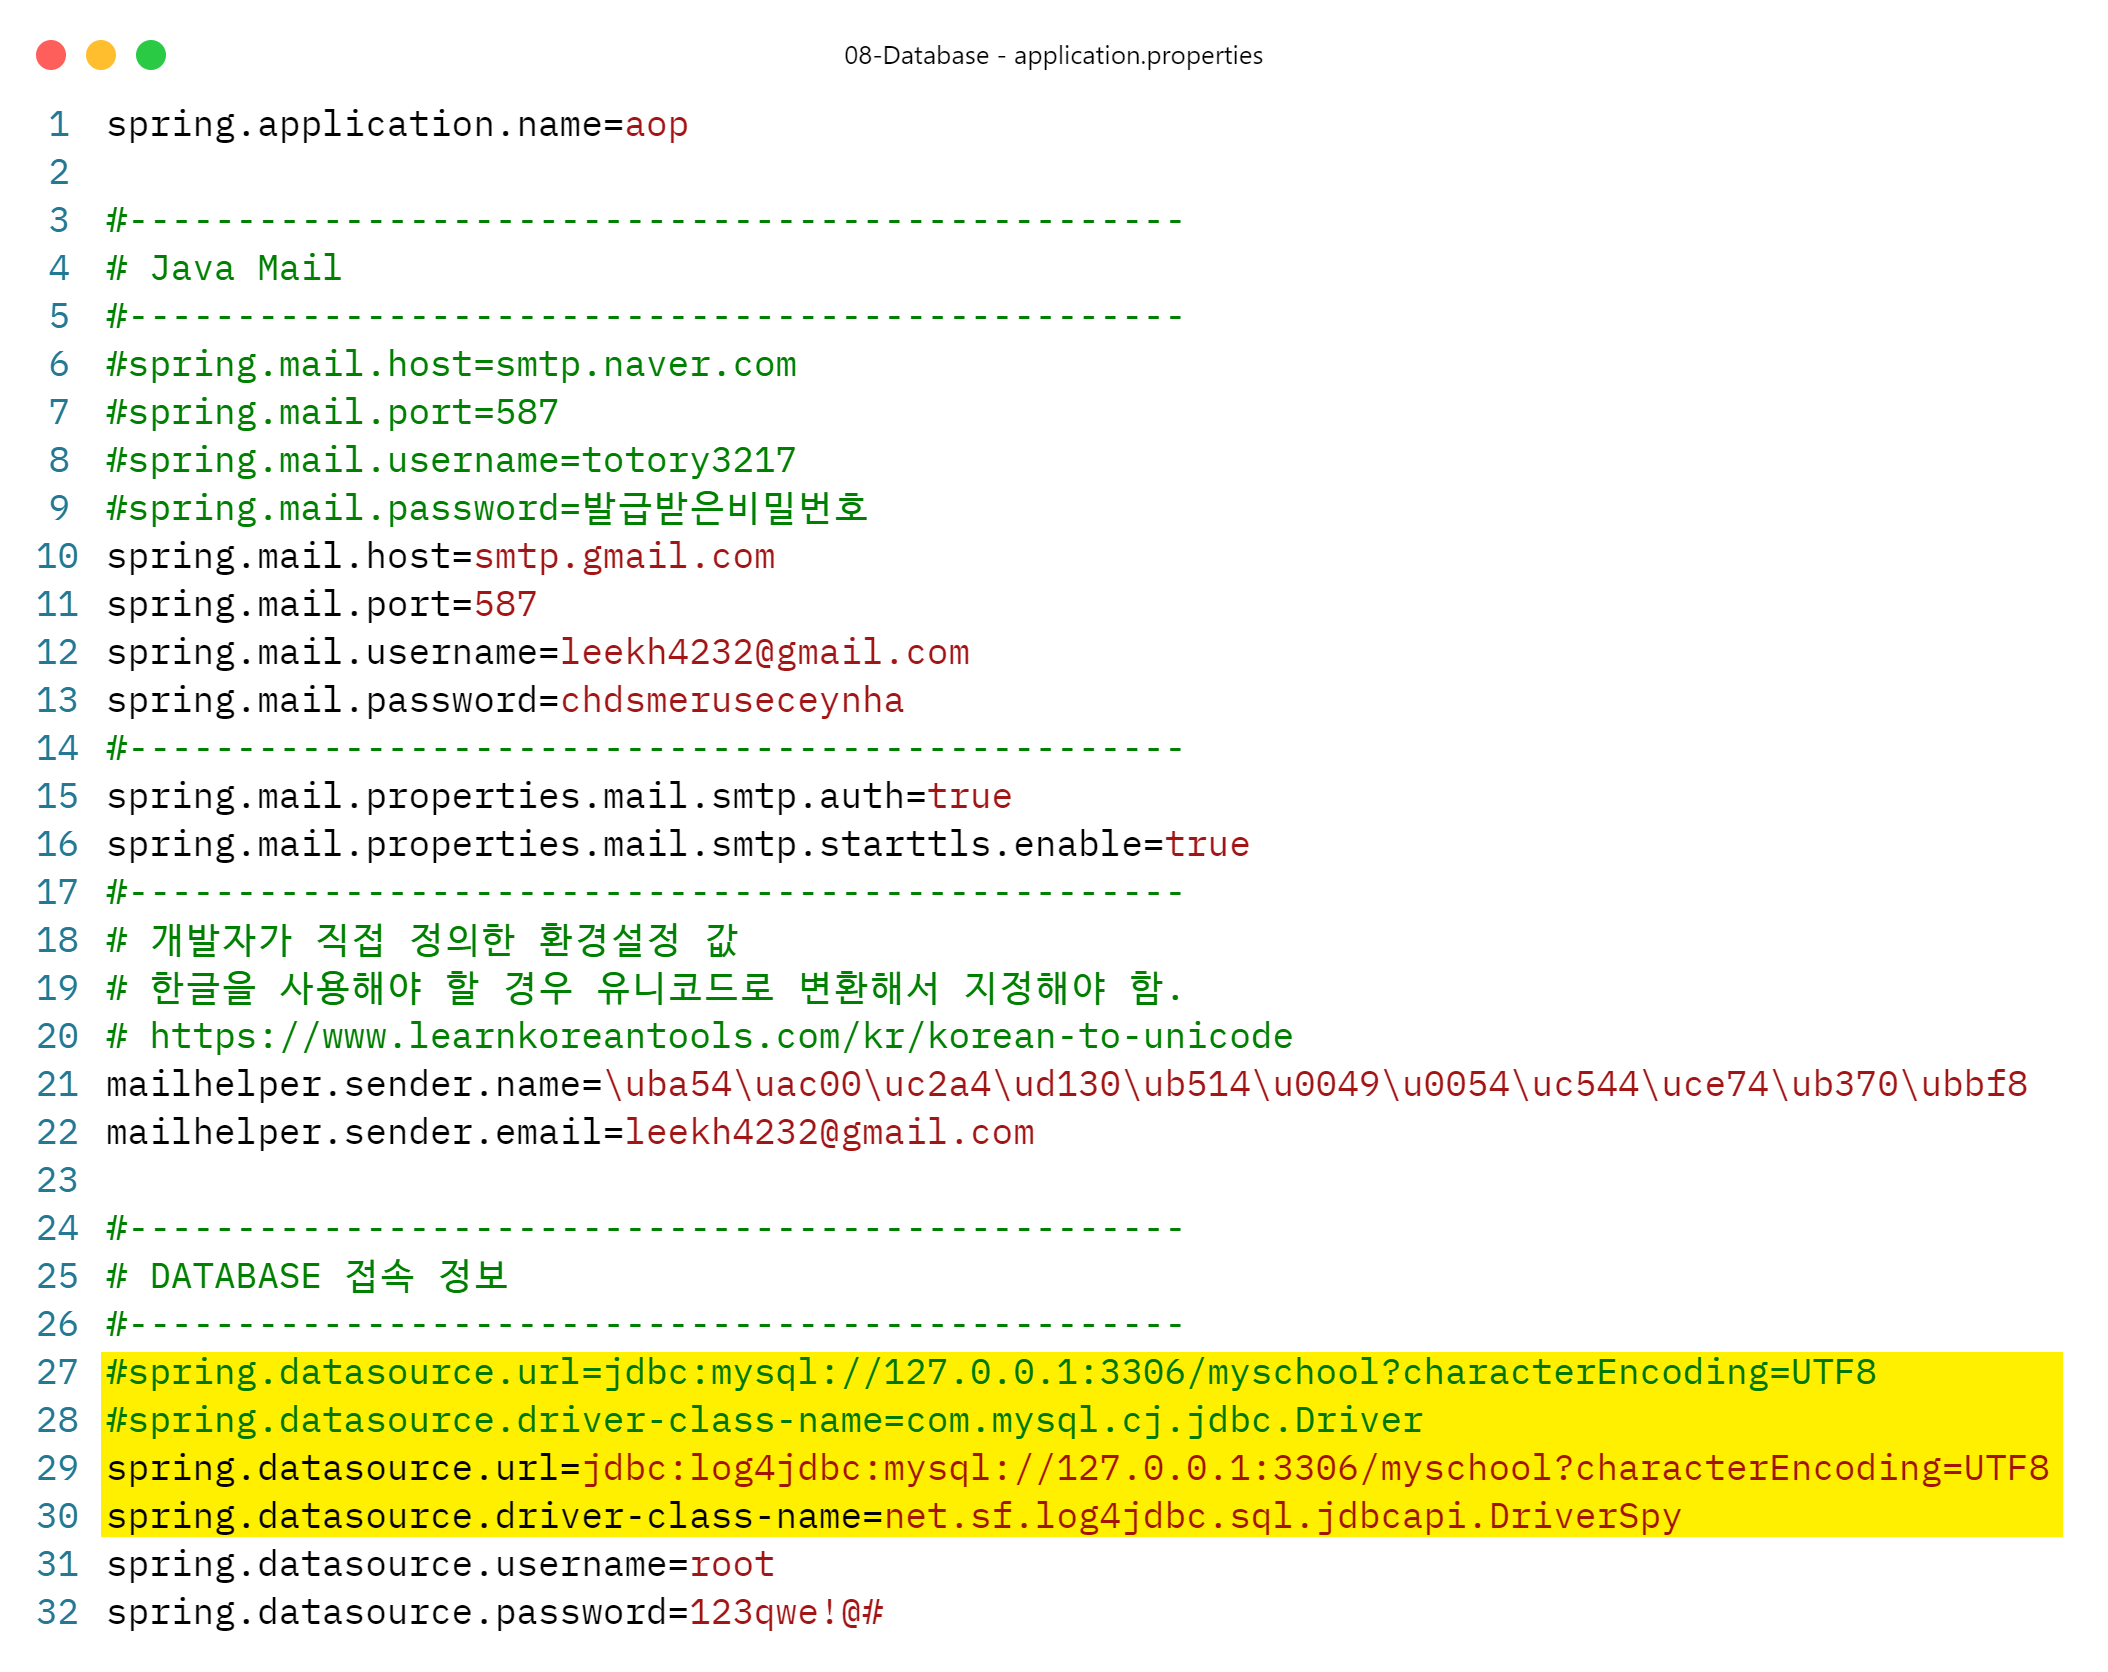 08-Database - application.properties
1 spring.application.name=aop
2
3 #-------------------------------------------------
4 # Java Mail
5 #-------------------------------------------------
6 #spring.mail.host=smtp.naver.com
7 #spring.mail.port=587
8 #spring.mail.username=totory3217
9 #spring.mail.password=발급받은비밀번호
10 spring.mail.host=smtp.gmail.com
11 spring.mail.port=587
12 spring.mail.username=leekh4232@gmail.com
13 spring.mail.password=chdsmeruseceynha
14 #-------------------------------------------------
15 spring.mail.properties.mail.smtp.auth=true
16 spring.mail.properties.mail.smtp.starttls.enable=true
17 #-------------------------------------------------
18 # 개발자가 직접 정의한 환경설정 값
19 # 한글을 사용해야 할 경우 유니코드로 변환해서 지정해야 함.
20 # https://www.learnkoreantools.com/kr/korean-to-unicode
21 mailhelper.sender.name=\uba54\uac00\uc2a4\ud130\ub514\u0049\u0054\uc544\uce74\ub370\ubbf8
22 mailhelper.sender.email=leekh4232@gmail.com
23
24 #-------------------------------------------------
25 # DATABASE 접속 정보
26 #-------------------------------------------------
27 #spring.datasource.url=jdbc:mysql://127.0.0.1:3306/myschool?characterEncoding=UTF8
28 #spring.datasource.driver-class-name=com.mysql.cj.jdbc.Driver
29 spring.datasource.url=jdbc:log4jdbc:mysql://127.0.0.1:3306/myschool?characterEncoding=UTF8
30 spring.datasource.driver-class-name=net.sf.log4jdbc.sql.jdbcapi.DriverSpy
31 spring.datasource.username=root
32 spring.datasource.password=123qwe!@#